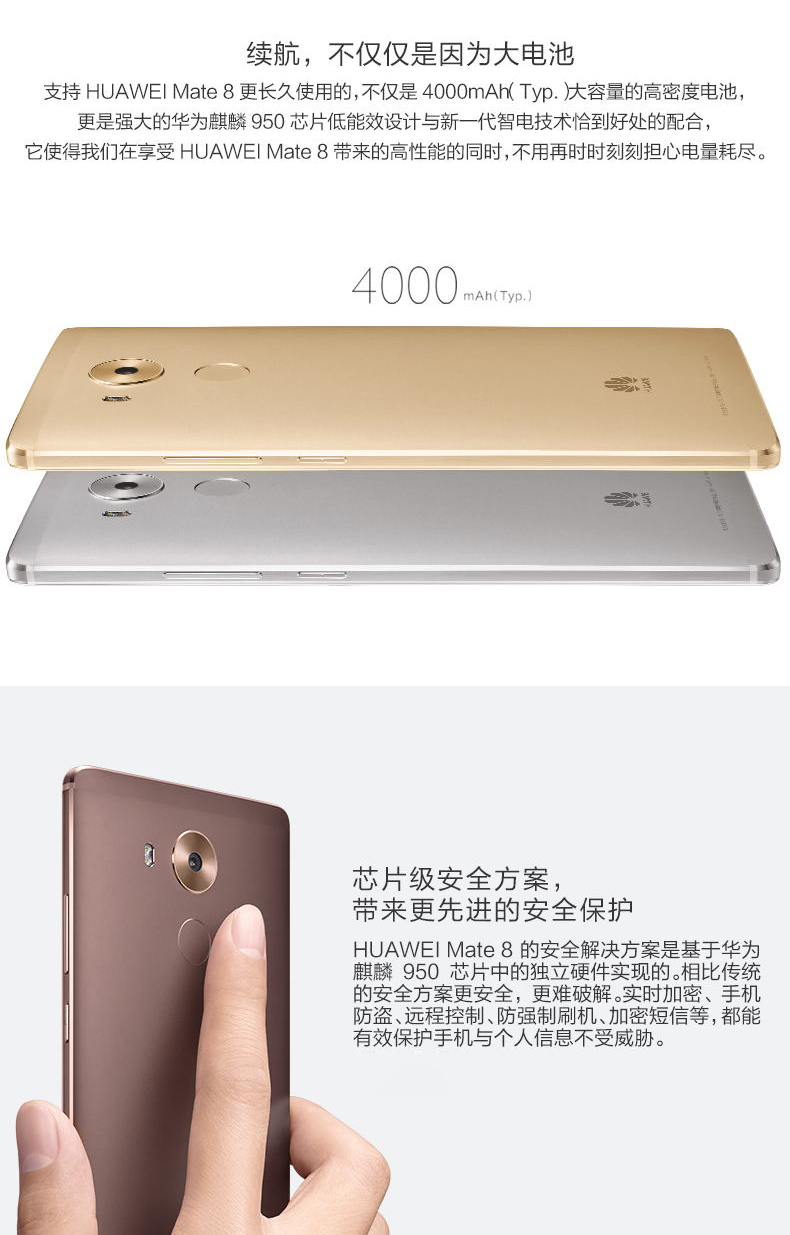 续航，不仅仅是因为大电池
支持 HUAWEI Mate 8 更长久使用的，不仅是 4000mAh( Typ. )大容量的高密度电池，
更是强大的华为麒麟 950 芯片低能效设计与新一代智电技术恰到好处的配合，
它使得我们在享受 HUAWEI Mate 8 带来的高性能的同时，不用再时时刻刻担心电量耗尽。
4000 mAh(Typ.)
HUAWEI
HUAWEI
芯片级安全方案，
带来更先进的安全保护
HUAWEI Mate 8 的安全解决方案是基于华为
麒麟 950 芯片中的独立硬件实现的。相比传统
的安全方案更安全，更难破解。实时加密、手机
防盗、远程控制、防强制刷机、加密短信等，都能
有效保护手机与个人信息不受威胁。